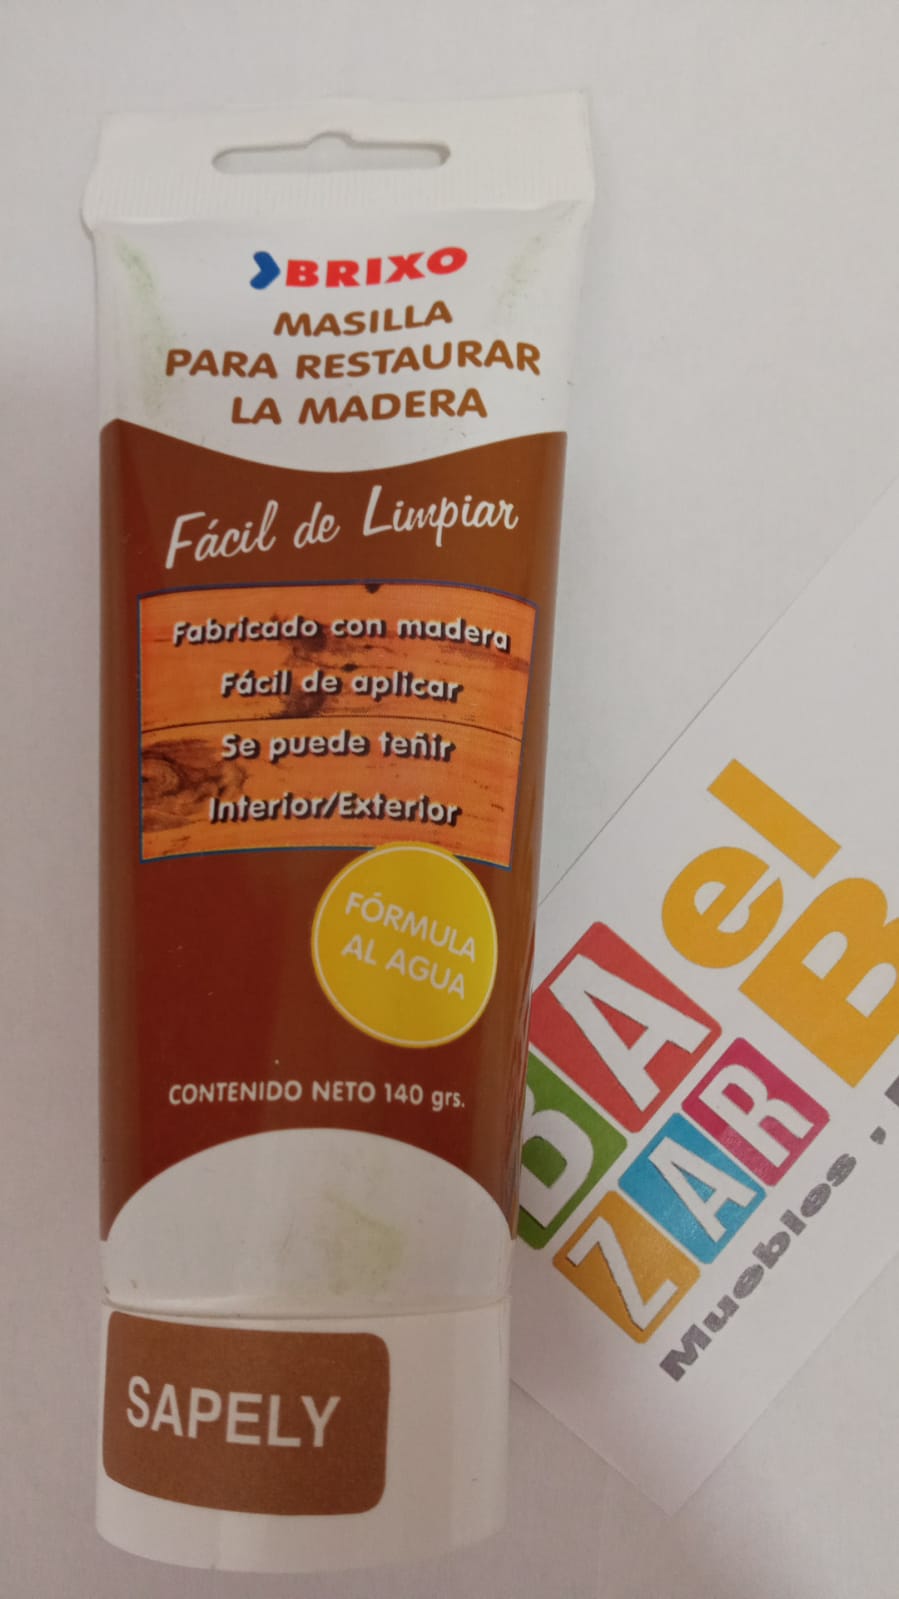 BRIXO
MASILLA
PARA RESTAURAR
LA MADERA
Fácil de Limpiar
Fabricado con madera
Fácil de aplicar
Se puede teñir
Interior/Exterior
FÓRMULA
AL AGUA
CONTENIDO NETO 140 grs.
SAPELY
el B
BA
ZAR
Muebles ,